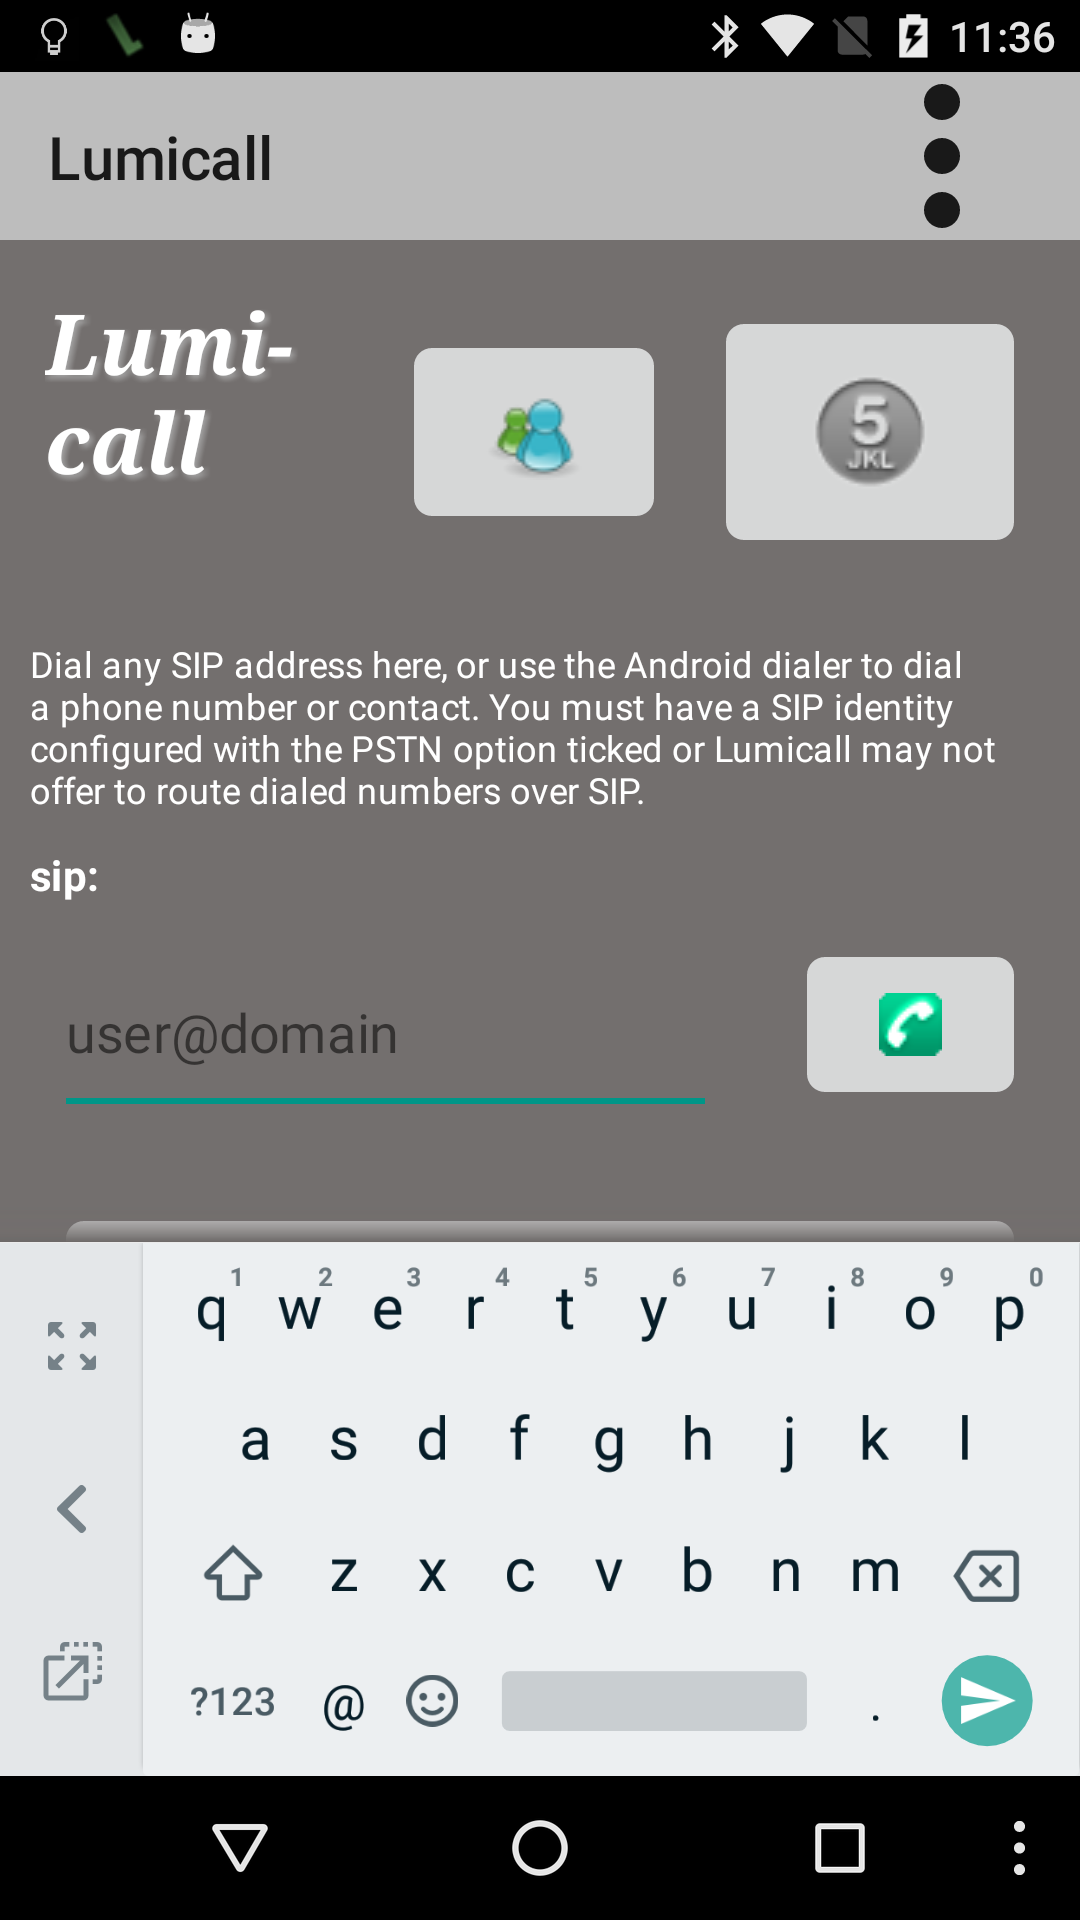 11:36
Lumicall
Lumi-
call
5
JKL
Dial any SIP address here, or use the Android dialer to dial
a phone number or contact. You must have a SIP identity
configured with the PSTN option ticked or Lumicall may not
offer to route dialed numbers over SIP.
sip:
user@domain
1 2 3 4 5 6 7 8 9 0
q w e r t y u i o p
a s d f g h j k l
z x c v b n m
?123 @ .